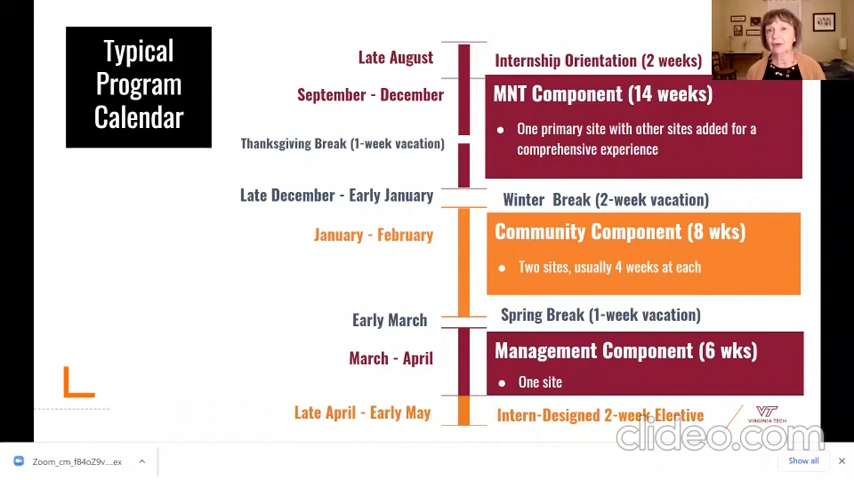 Typical
Program
Calendar
Late August
Internship Orientation (2 weeks)
September - December
MNT Component (14 weeks)
● One primary site with other sites added for a
comprehensive experience
Thanksgiving Break (1-week vacation)
Late December - Early January
Winter Break (2-week vacation)
January - February
Community Component (8 wks)
● Two sites, usually 4 weeks at each
Early March
Spring Break (1-week vacation)
March - April
Management Component (6 wks)
● One site
Late April - Early May
Intern-Designed 2-week Elective
VT
VIRGINIA TECH
clideo.com
Zoom_cm_f84oZ9v....ex
Show all